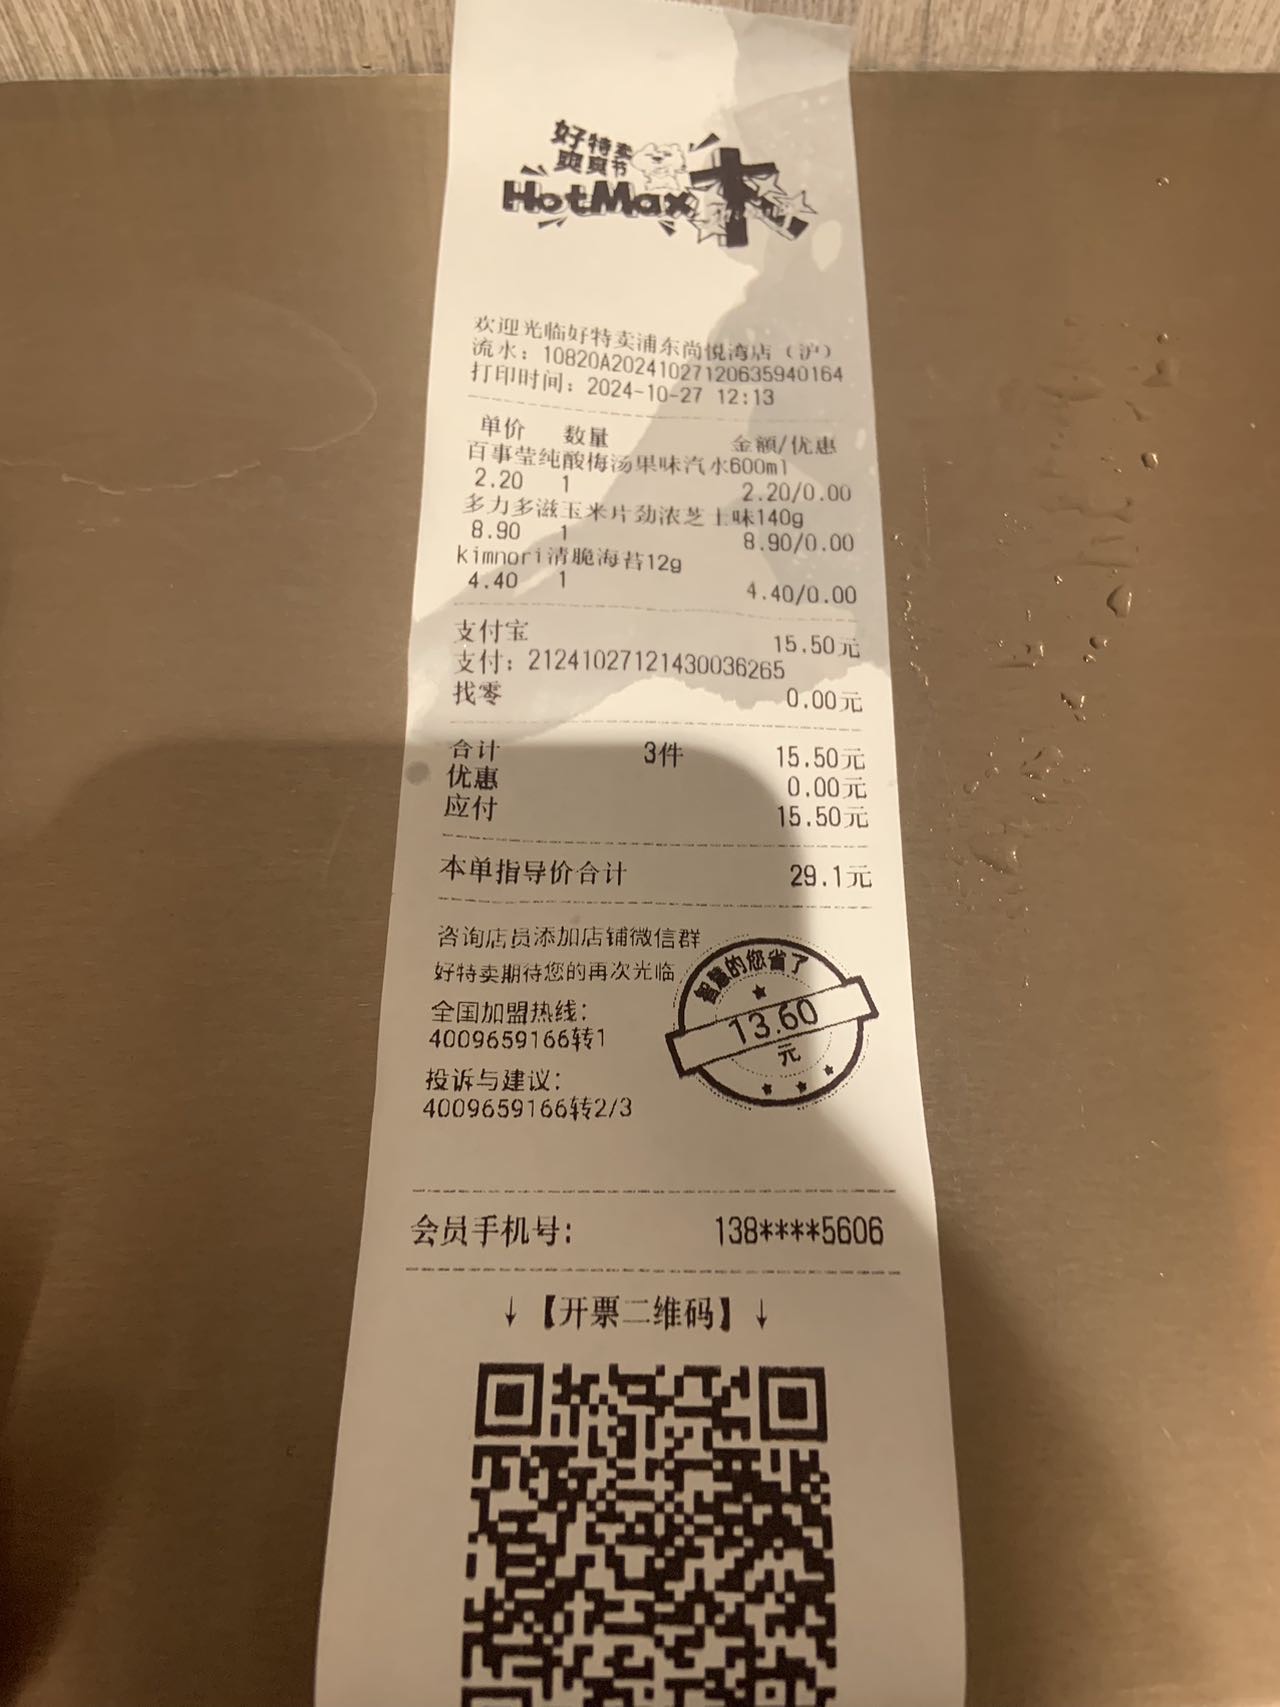 好特卖
爽爽节
HotMax
欢迎光临好特卖浦东尚悦湾店（沪）
流水：10820A20241027120635940164
打印时间：2024-10-27 12:13
单价 数量 金额/优惠
百事莹纯酸梅汤果味汽水600ml
2.20 1 2.20/0.00
多力多滋玉米片劲浓芝士味140g
8.90 1 8.90/0.00
kimnori清脆海苔12g
4.40 1 4.40/0.00
支付宝 15.50元
支付：21241027121430036265
找零 0.00元
合计 3件 15.50元
优惠 0.00元
应付 15.50元
本单指导价合计 29.1元
咨询店员添加店铺微信群
好特卖期待您的再次光临
全国加盟热线：
4009659166转1
投诉与建议：
4009659166转2/3
智慧的您省了
13.60
元
会员手机号： 138****5606
↓【开票二维码】↓